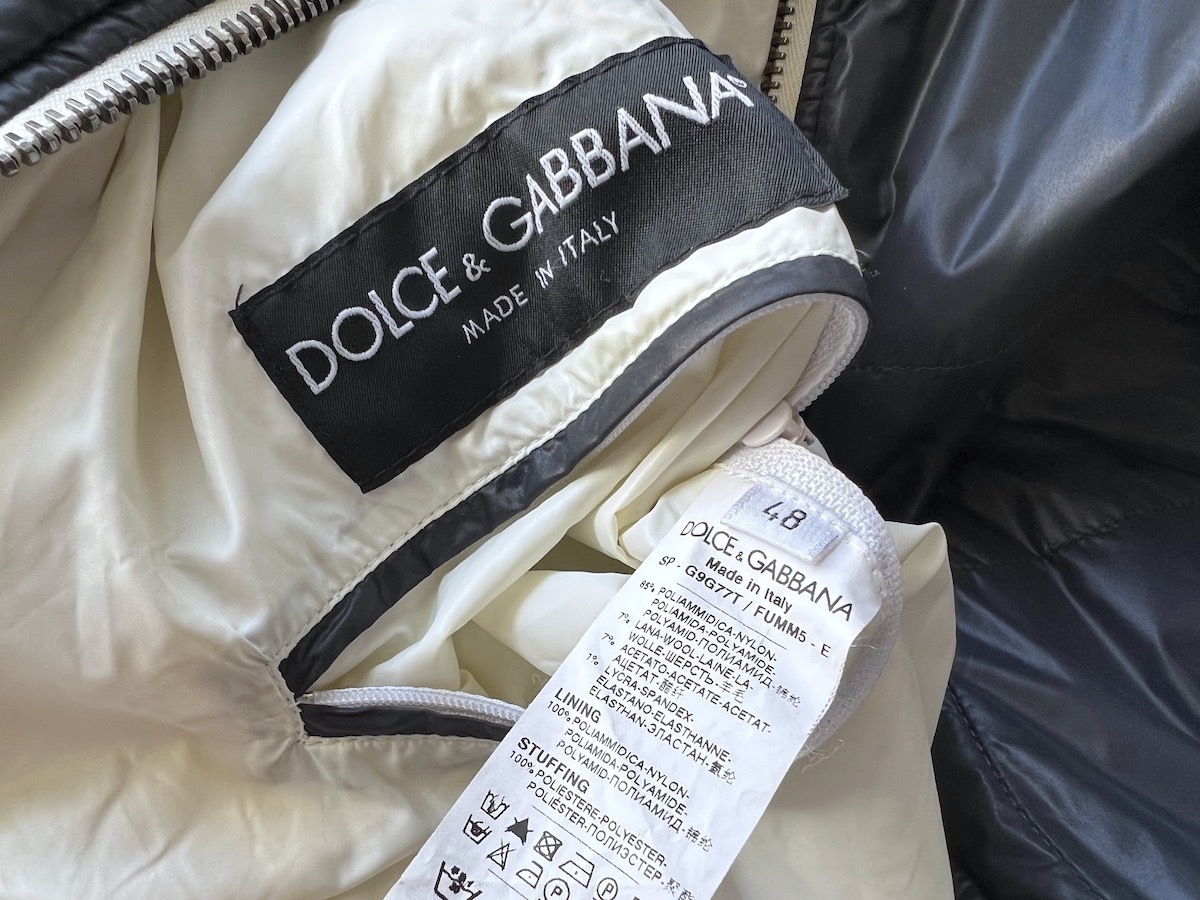 DOLCE & GABBANA
MADE IN ITALY
48
DOLCE & GABBANA
Made in Italy
SP - G9G77T / FUMM5 - E
85% POLIAMMIDICA-NYLON-
POLIAMIDA-POLYAMIDE-
POLYAMID-ПОЛИАМИД-锦纶
7% LANA-WOOL-LAINE-LA-
WOLLE-ШЕРСТЬ-羊毛
7% ACETATO-ACETATE-ACETAT-
АЦЕТАТ-醋纤
1% LYCRA-SPANDEX-
ELASTANO-ELASTHANNE-
ELASTHAN-ЭЛАСТАН-氨纶
LINING
100% POLIAMMIDICA-NYLON-
POLIAMIDA-POLYAMIDE-
POLYAMID-ПОЛИАМИД-锦纶
STUFFING
100% POLIESTERE-POLYESTER-
POLIÉSTER-ПОЛИЭСТЕР-聚酯
P
P